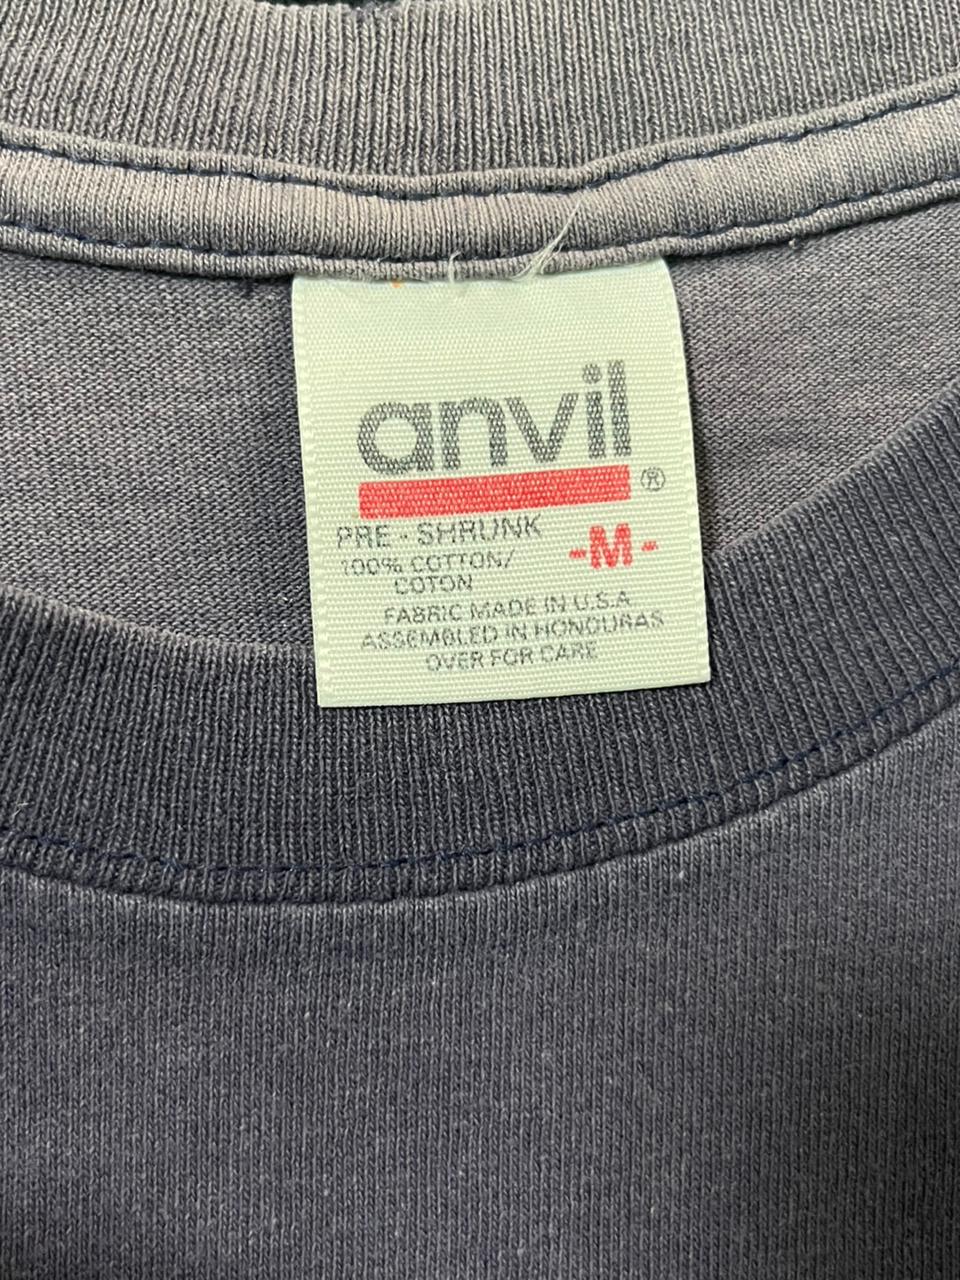 anvil
®
PRE - SHRUNK
-M-
100% COTTON/
COTON
FABRIC MADE IN U.S.A
ASSEMBLED IN HONDURAS
OVER FOR CARE